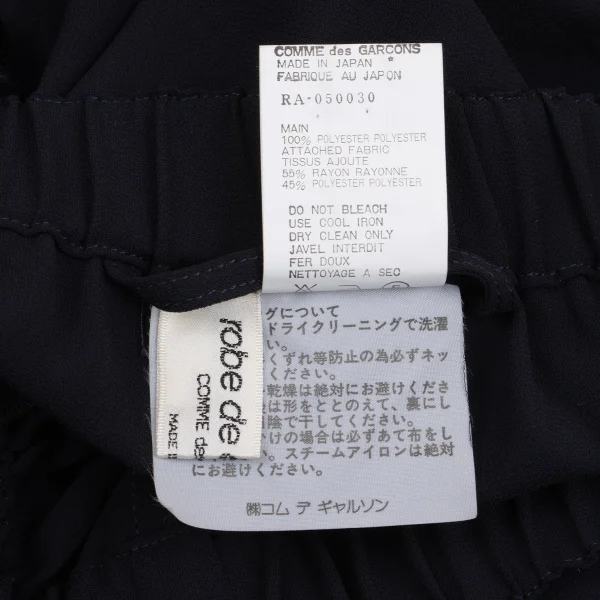 COMME des GARCONS
MADE IN JAPAN *
FABRIQUE AU JAPON
RA-050030
MAIN
100% POLYESTER POLYESTER
ATTACHED FABRIC
TISSUS AJOUTE
55% RAYON RAYONNE
45% POLYESTER POLYESTER
DO NOT BLEACH
USE COOL IRON
DRY CLEAN ONLY
JAVEL INTERDIT
FER DOUX
NETTOYAGE A SEC
グについて
ドライクリーニングで洗濯
い。
くずれ等防止の為必ずネッ
ください。
乾燥は絶対にお避けくださ
は形をととのえて、裏にし
陰で干してください。
かけの場合は必ずあて布をし
い。スチームアイロンは絶対
にお避けください。
㈱コム デ ギャルソン
robe de
COMME des
MADE I